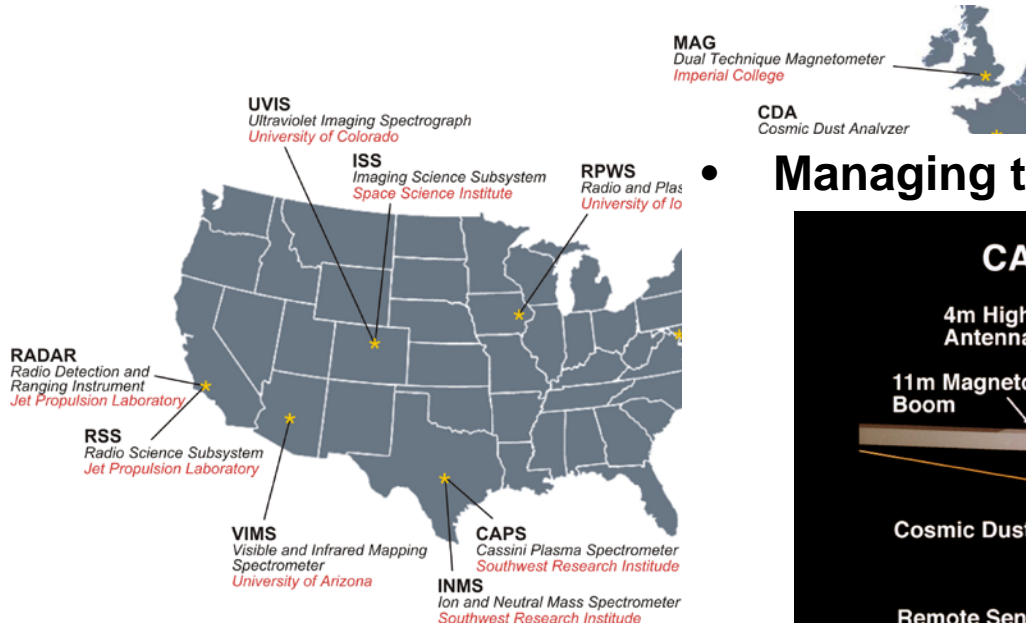 MAG
Dual Technique Magnetometer
Imperial College
CDA
Cosmic Dust Analyzer
UVIS
Ultraviolet Imaging Spectrograph
University of Colorado
ISS
Imaging Science Subsystem
Space Science Institute
RPWS
Radio and Plas
University of Io
RADAR
Radio Detection and
Ranging Instrument
Jet Propulsion Laboratory
RSS
Radio Science Subsystem
Jet Propulsion Laboratory
VIMS
Visible and Infrared Mapping
Spectrometer
University of Arizona
CAPS
Cassini Plasma Spectrometer
Southwest Research Institude
INMS
Ion and Neutral Mass Spectrometer
Southwest Research Institude
• Managing t
CA
4m High
Antenna
11m Magneto
Boom
Cosmic Dust
Remote Sen